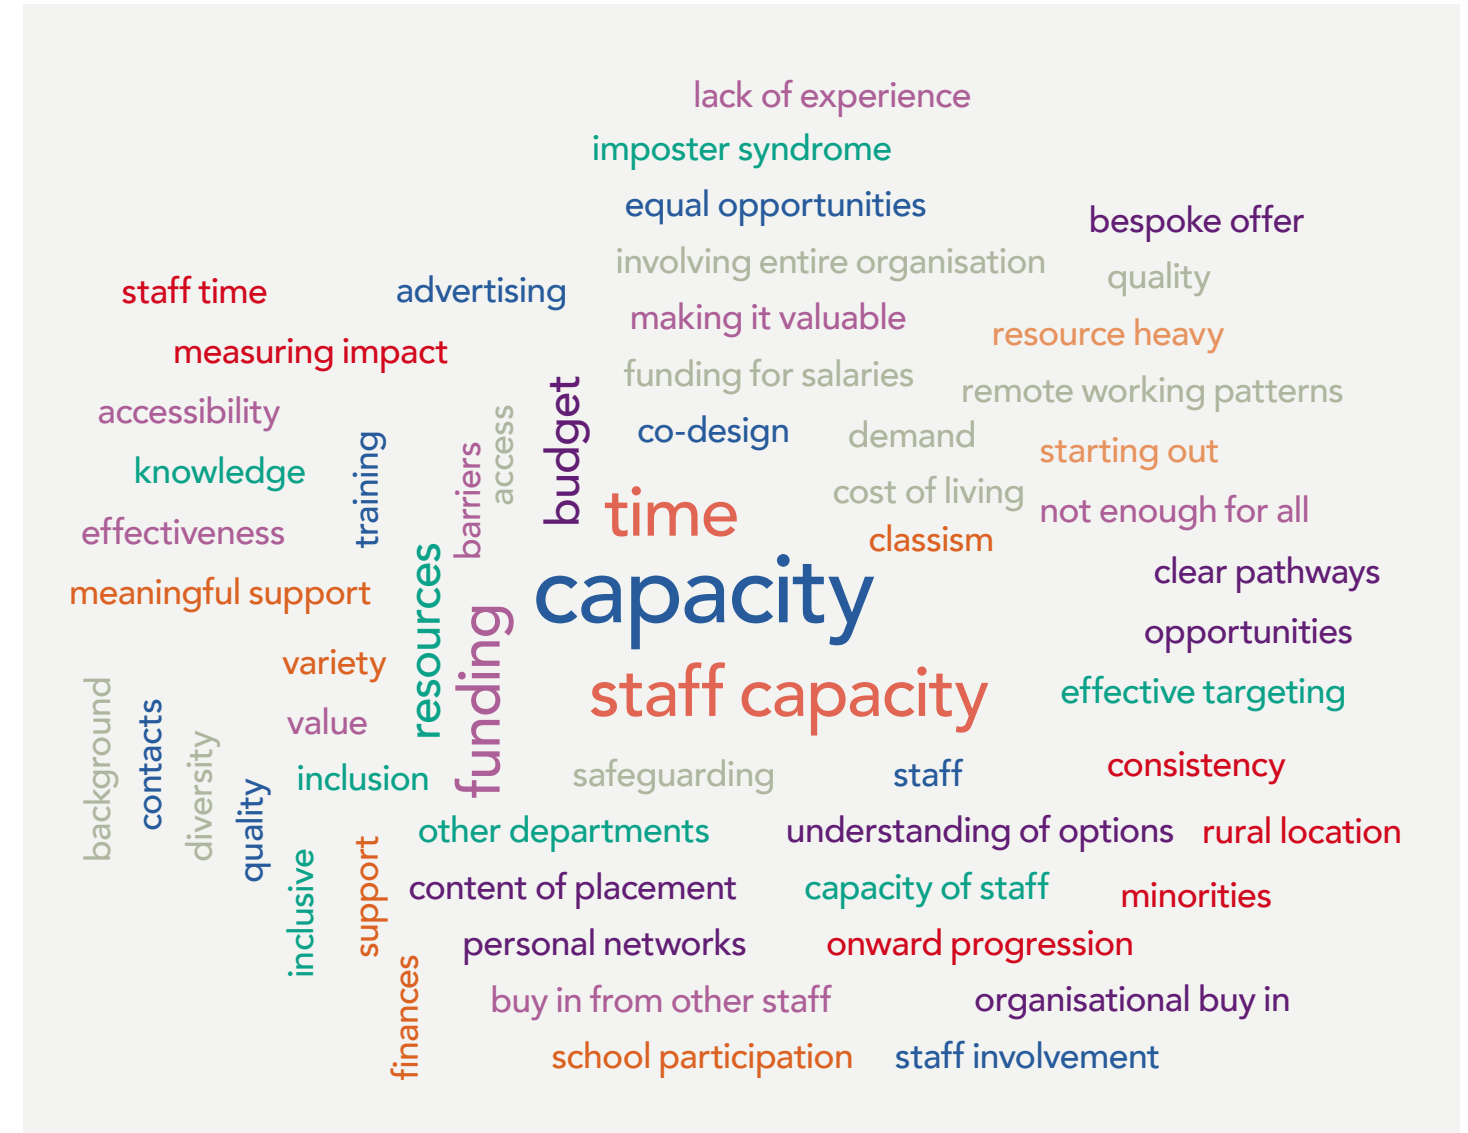 lack of experience
imposter syndrome
equal opportunities
bespoke offer
involving entire organisation
quality
staff time
advertising
making it valuable
resource heavy
measuring impact
funding for salaries
remote working patterns
accessibility
budget
access
co-design
demand
starting out
knowledge
training
barriers
time
cost of living
not enough for all
effectiveness
classism
meaningful support
resources
capacity
clear pathways
opportunities
variety
funding
staff capacity
effective targeting
background
contacts
diversity
value
quality
inclusion
safeguarding
staff
consistency
other departments
understanding of options
rural location
inclusive
support
content of placement
capacity of staff
minorities
personal networks
onward progression
finances
buy in from other staff
organisational buy in
school participation
staff involvement